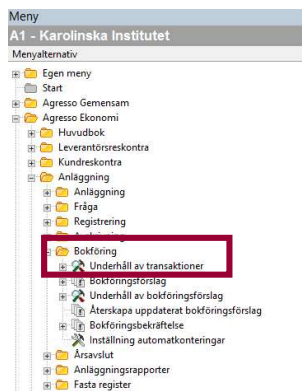 Meny
A1 - Karolinska Institutet
Menyalternativ
Egen meny
Start
Agresso Gemensam
Agresso Ekonomi
Huvudbok
Leverantörsreskontra
Kundreskontra
Anläggning
Anläggning
Fråga
Registrering
Bokföring
Underhåll av transaktioner
Bokföringsförslag
Underhåll av bokföringsförslag
Återskapa uppdaterat bokföringsförslag
Bokföringsbekräftelse
Inställning automatkonteringar
Årsavslut
Anläggningsrapporter
Fasta register